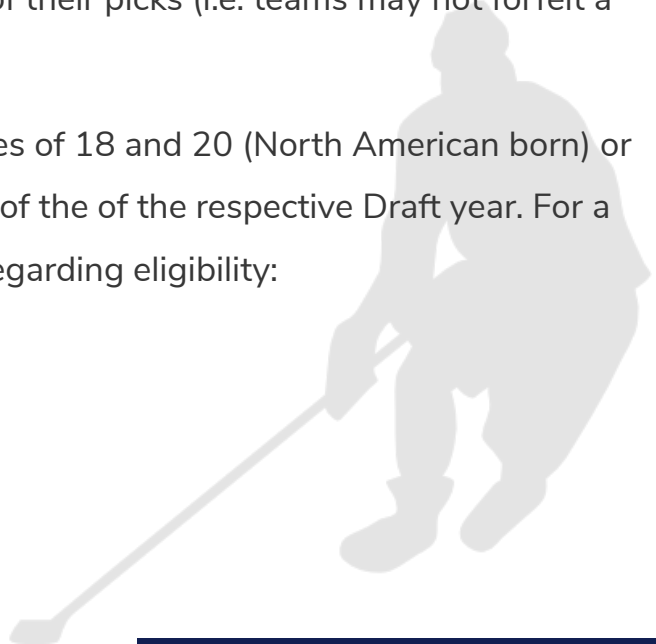 of their picks (i.e. teams may not forfeit a
es of 18 and 20 (North American born) or
of the of the respective Draft year. For a
egarding eligibility: